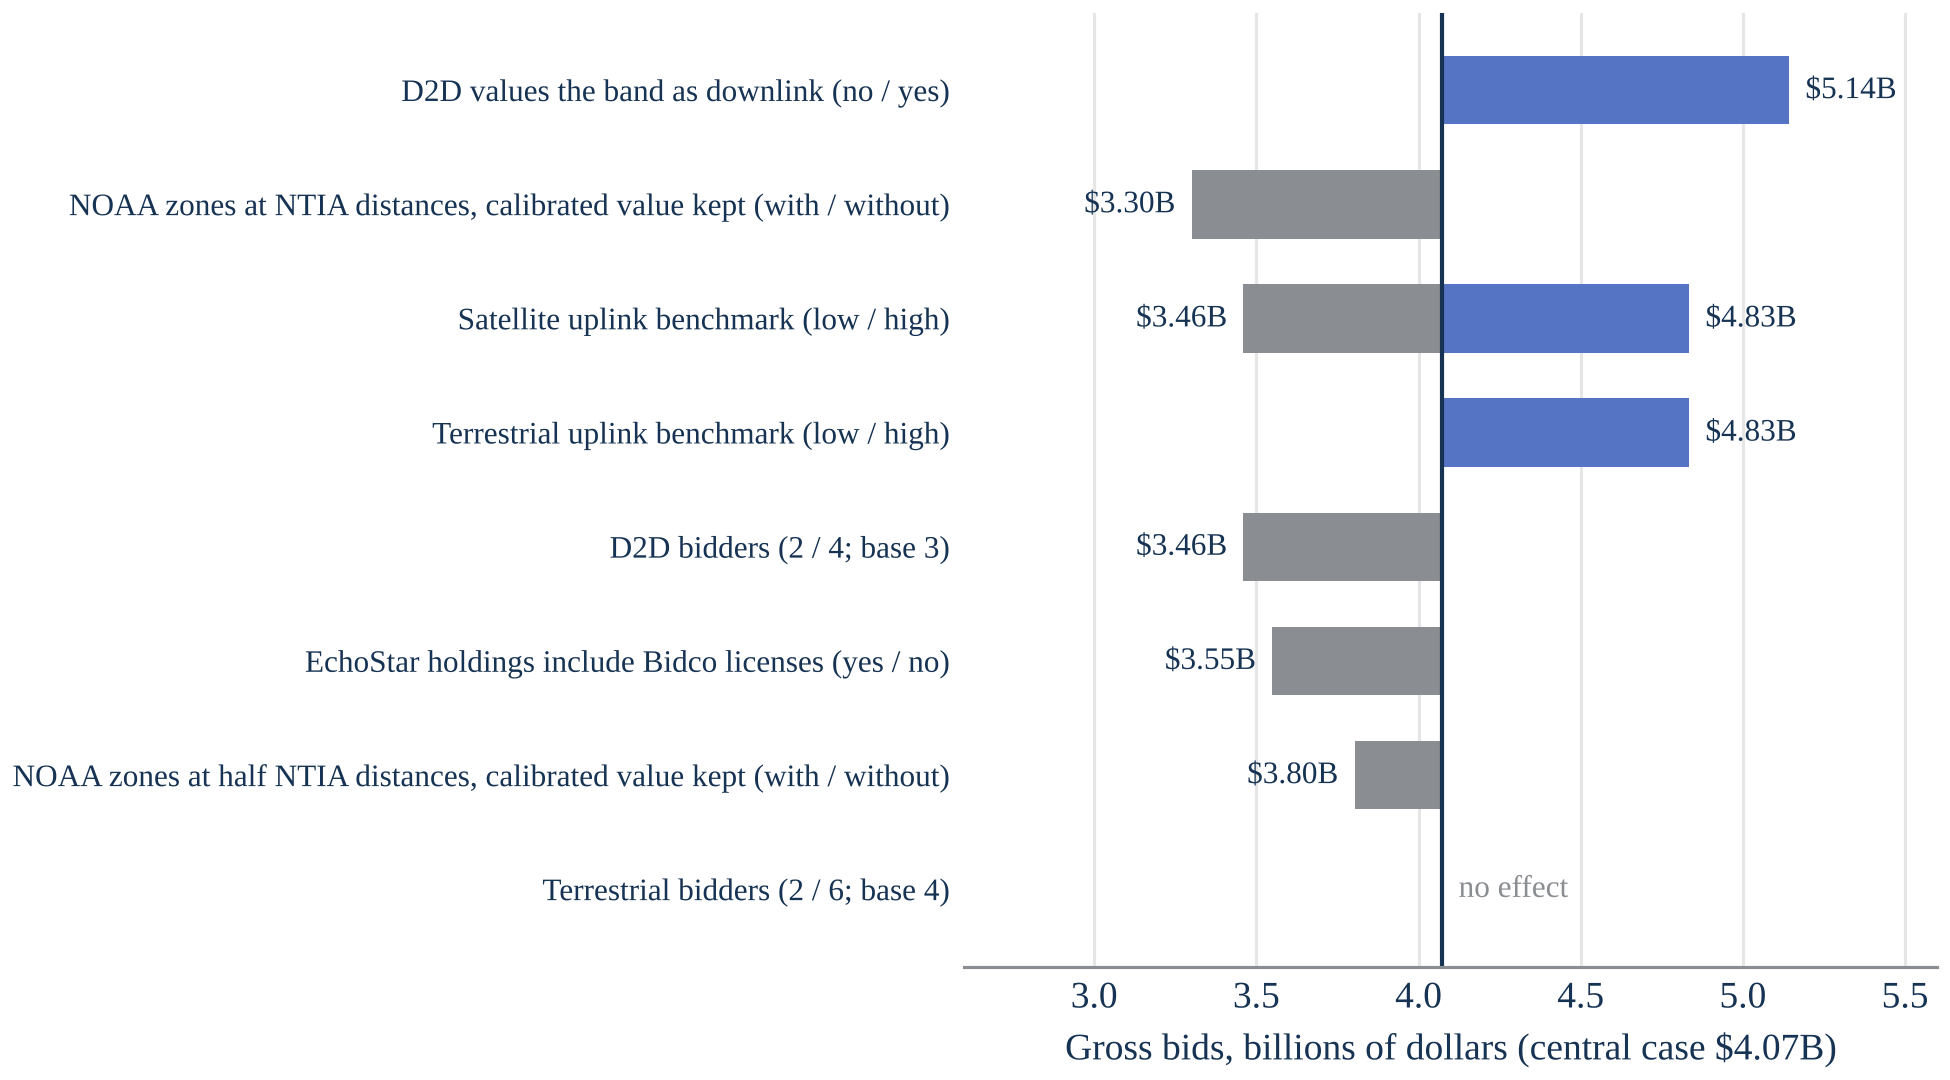 D2D values the band as downlink (no / yes)
$5.14B
NOAA zones at NTIA distances, calibrated value kept (with / without)
$3.30B
Satellite uplink benchmark (low / high)
$3.46B
$4.83B
Terrestrial uplink benchmark (low / high)
$4.83B
D2D bidders (2 / 4; base 3)
$3.46B
EchoStar holdings include Bidco licenses (yes / no)
$3.55B
NOAA zones at half NTIA distances, calibrated value kept (with / without)
$3.80B
Terrestrial bidders (2 / 6; base 4)
no effect
3.0 3.5 4.0 4.5 5.0 5.5
Gross bids, billions of dollars (central case $4.07B)